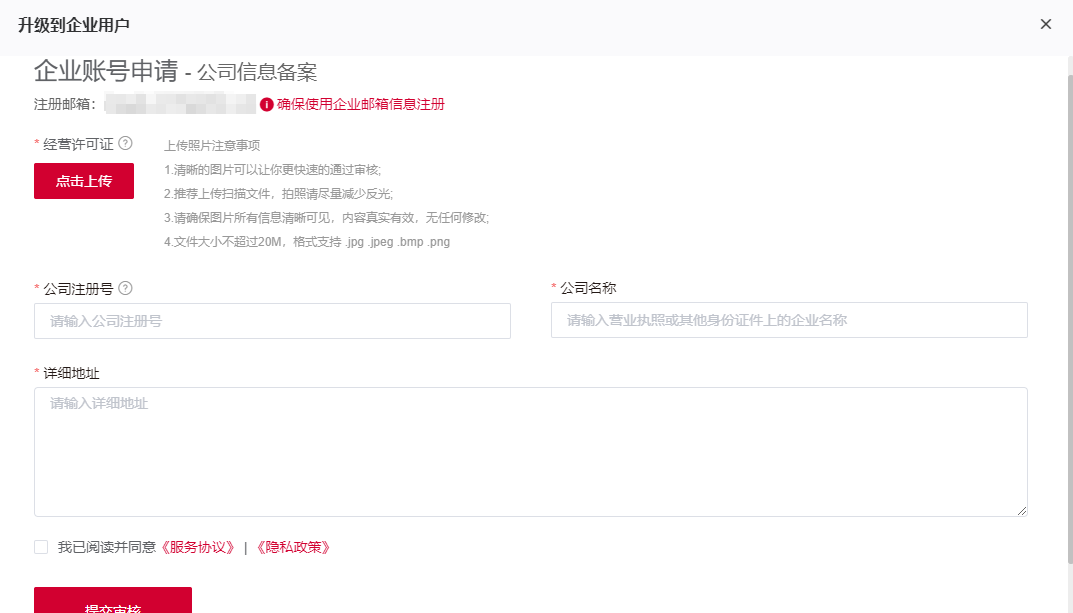 升级到企业用户
企业账号申请 - 公司信息备案
注册邮箱：
确保使用企业邮箱信息注册
* 经营许可证
点击上传
上传照片注意事项
1.清晰的图片可以让你更快速的通过审核;
2.推荐上传扫描文件，拍照请尽量减少反光;
3.请确保图片所有信息清晰可见，内容真实有效，无任何修改;
4.文件大小不超过20M，格式支持 .jpg .jpeg .bmp .png
* 公司注册号
请输入公司注册号
* 公司名称
请输入营业执照或其他身份证件上的企业名称
* 详细地址
请输入详细地址
我已阅读并同意《服务协议》 | 《隐私政策》
提交审核